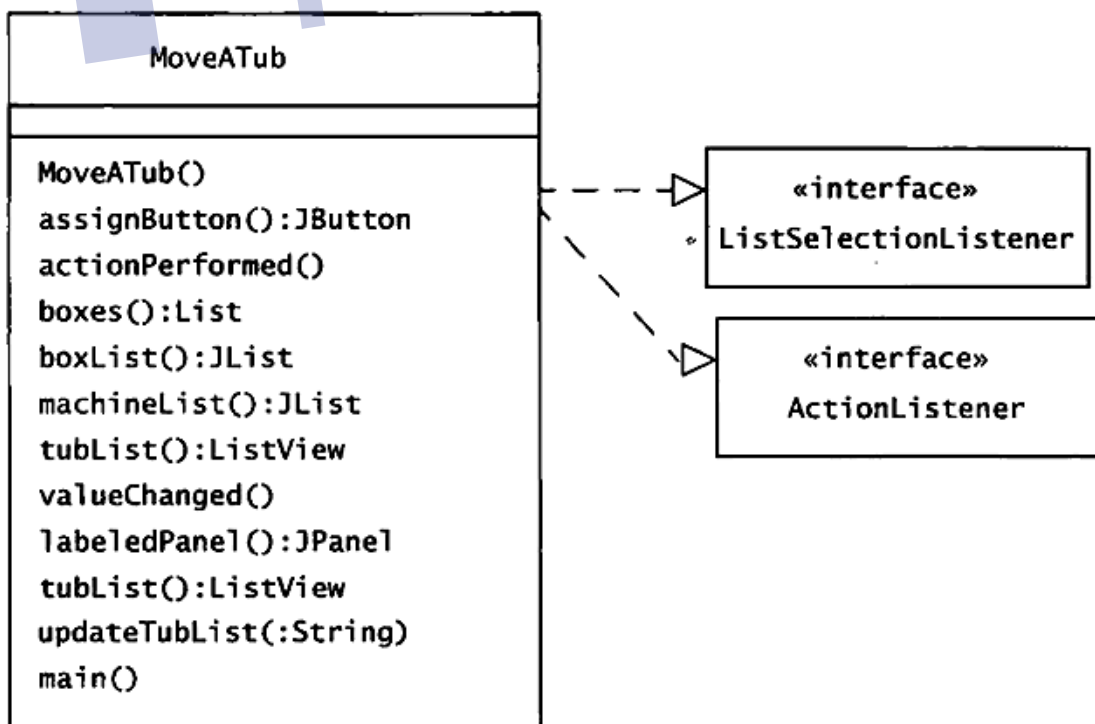 MoveATub
MoveATub()
assignButton():JButton
actionPerformed()
boxes():List
boxList():JList
machineList():JList
tubList():ListView
valueChanged()
labeledPanel():JPanel
tubList():ListView
updateTubList(:String)
main()
«interface»
ListSelectionListener
«interface»
ActionListener